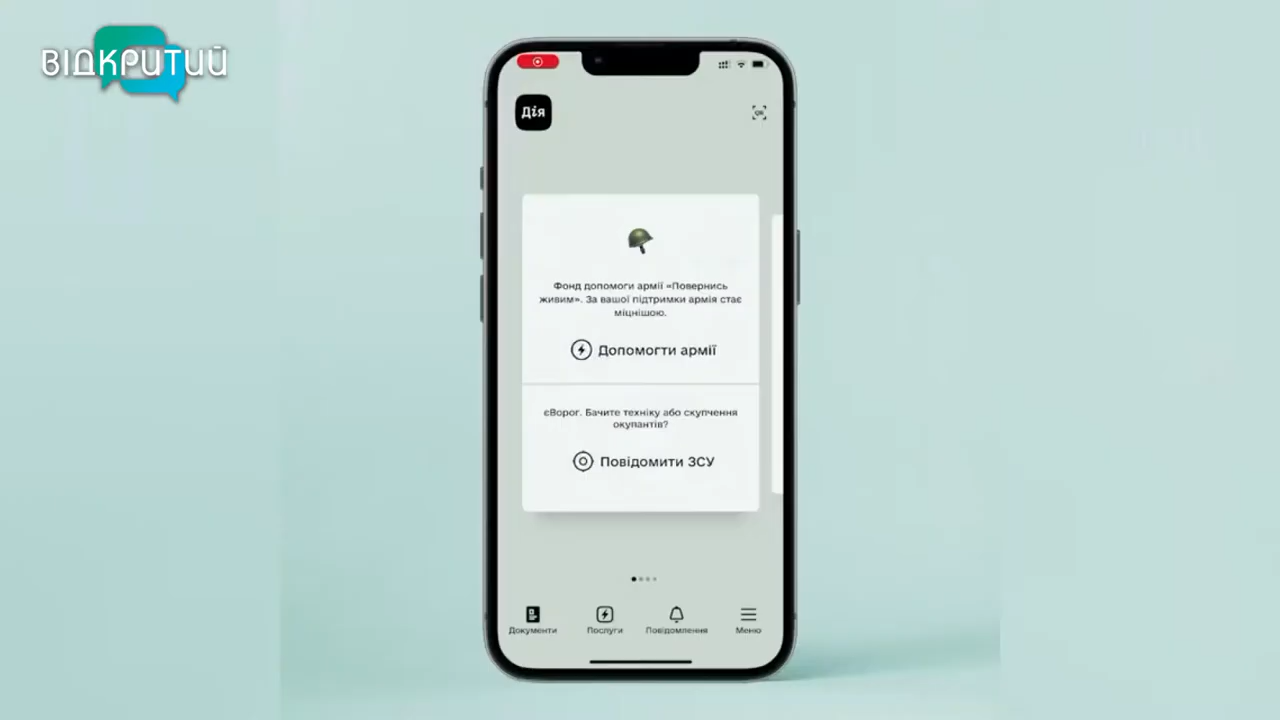 ВІДКРИТИЙ
Дія
Фонд допомоги армії «Повернись
живим». За вашої підтримки армія стає
міцнішою.
Допомогти армії
єВорог. Бачите техніку або скупчення
окупантів?
Повідомити ЗСУ
Документи
Послуги
Повідомлення
Меню